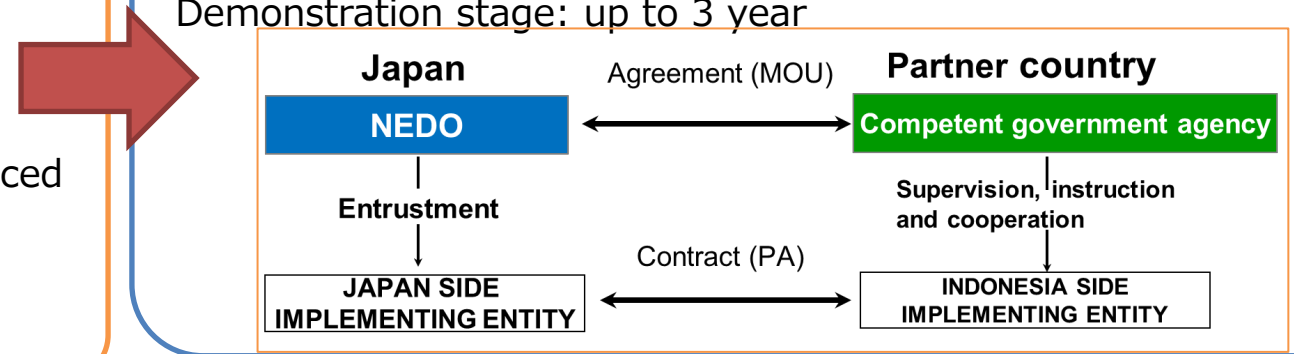 Demonstration stage: up to 3 year
Japan
Agreement (MOU)
Partner country
NEDO
Competent government agency
ced
Entrustment
Supervision, instruction
and cooperation
Contract (PA)
JAPAN SIDE
IMPLEMENTING ENTITY
INDONESIA SIDE
IMPLEMENTING ENTITY